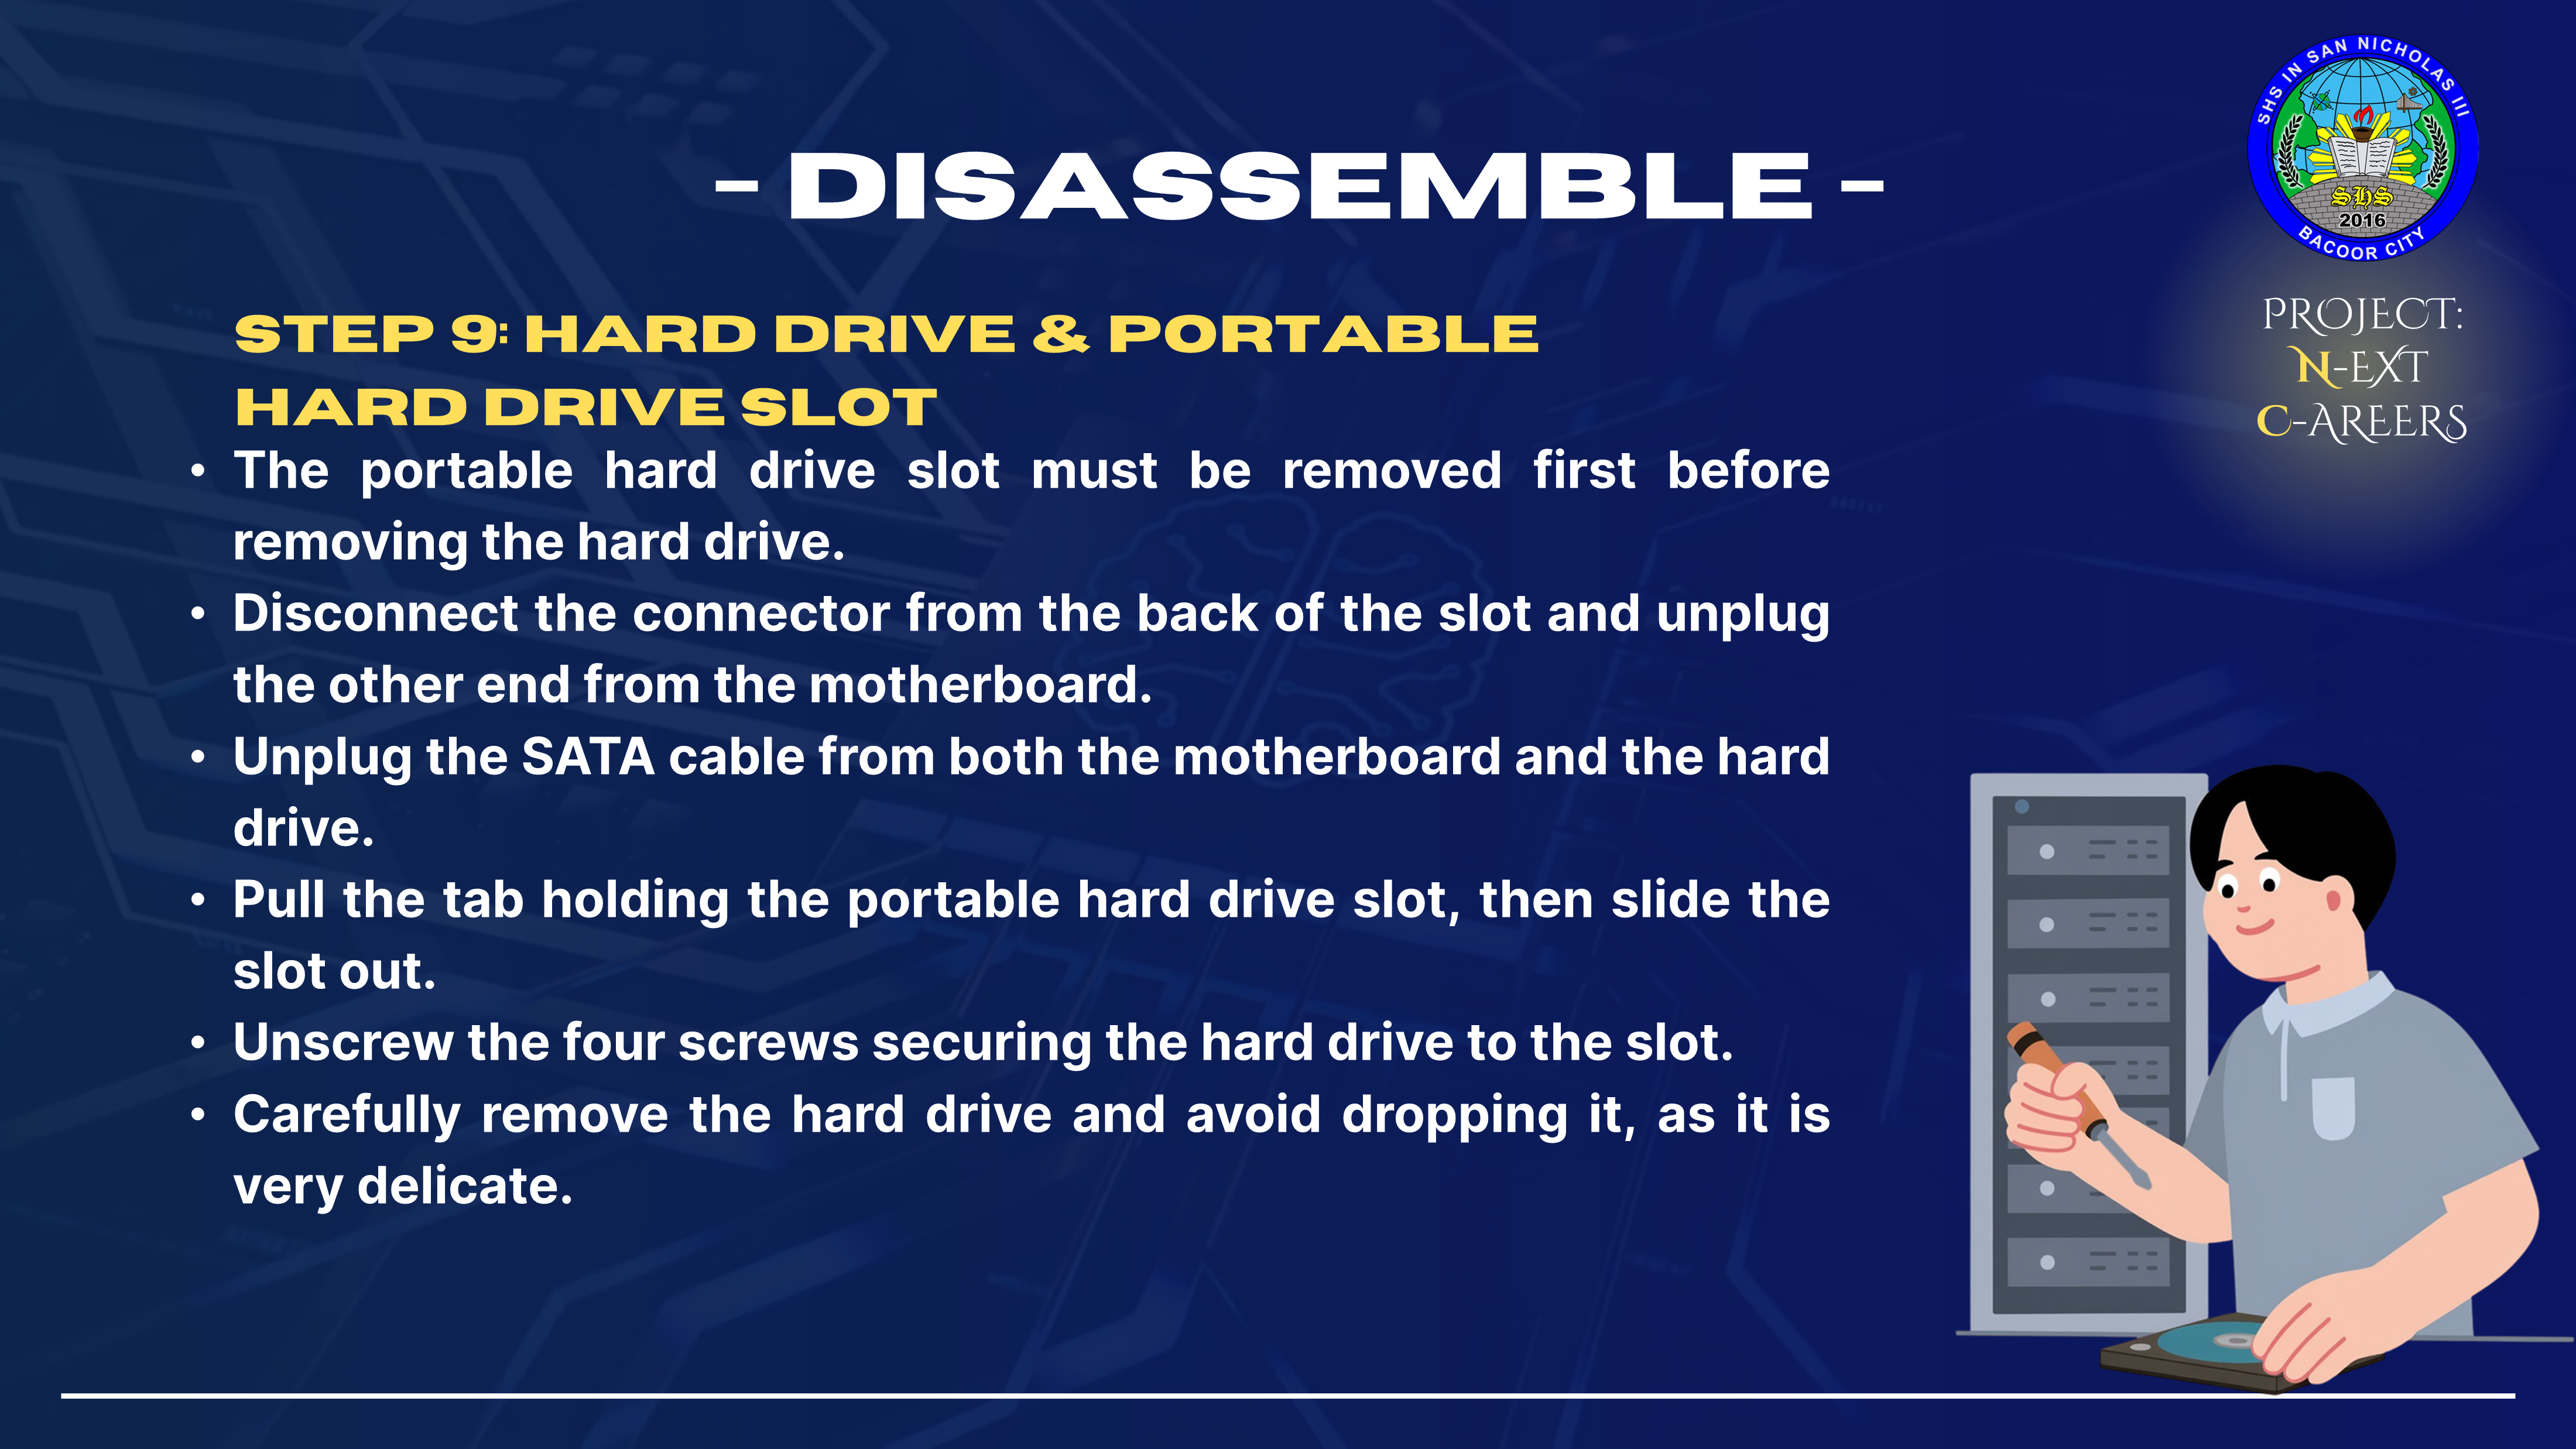 - DISASSEMBLE -
SHS IN SAN NICHOLAS III
SHS
2016
BACOOR CITY
PROJECT:
N-EXT
C-AREERS
STEP 9: HARD DRIVE & PORTABLE
HARD DRIVE SLOT
• The portable hard drive slot must be removed first before
removing the hard drive.
• Disconnect the connector from the back of the slot and unplug
the other end from the motherboard.
• Unplug the SATA cable from both the motherboard and the hard
drive.
• Pull the tab holding the portable hard drive slot, then slide the
slot out.
• Unscrew the four screws securing the hard drive to the slot.
• Carefully remove the hard drive and avoid dropping it, as it is
very delicate.